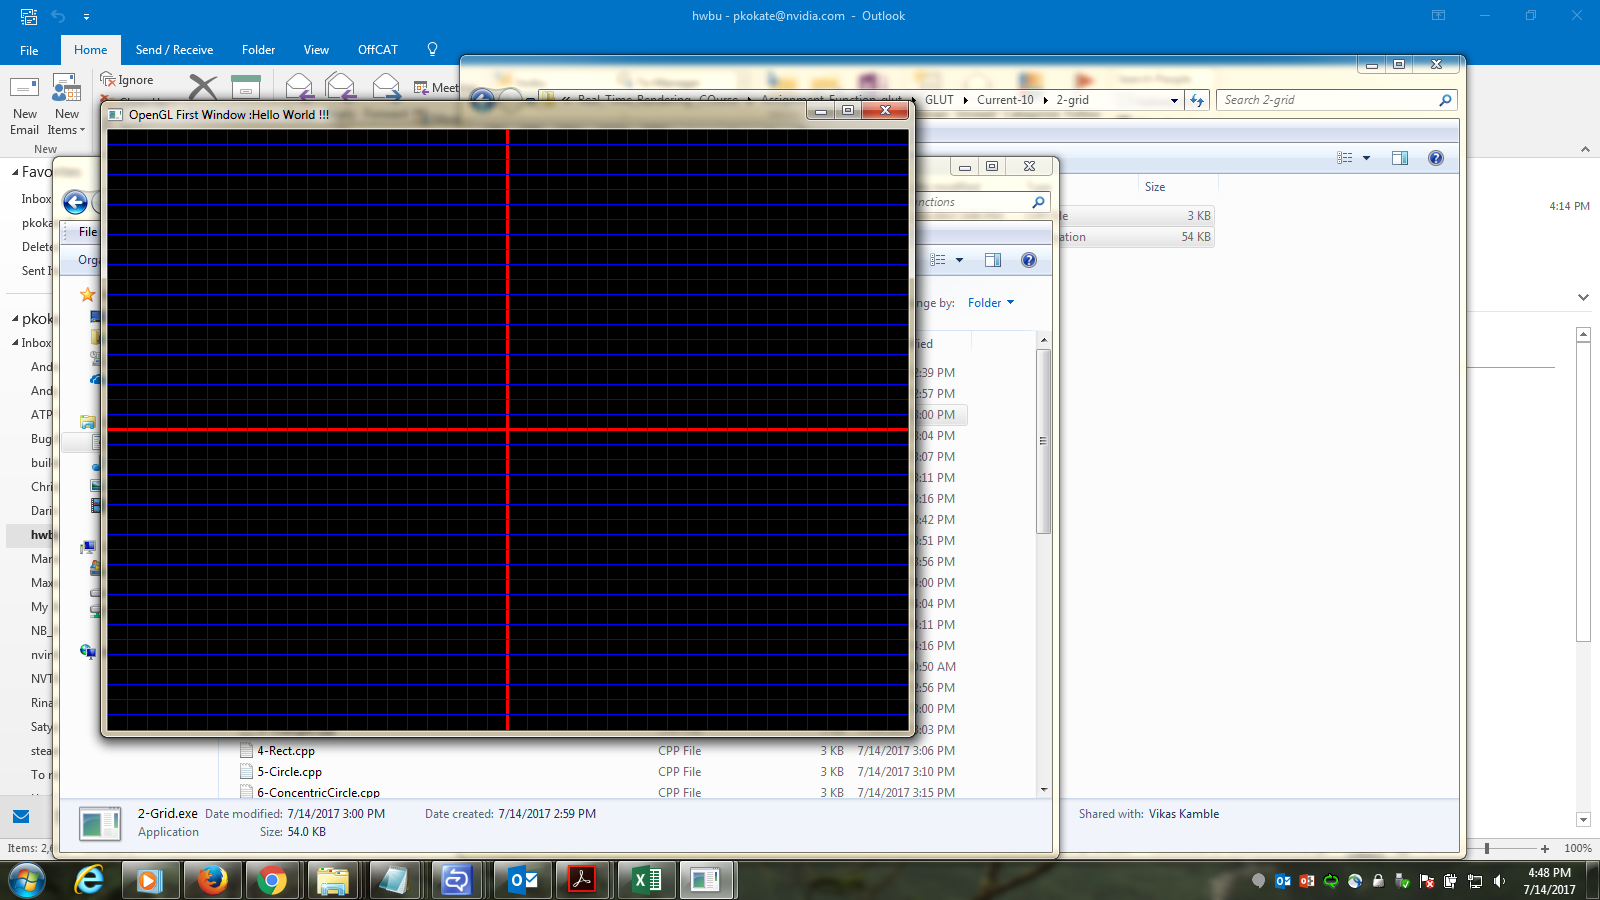 hwbu - pkokate@nvidia.com - Outlook
File
Home
Send / Receive
Folder
View
OffCAT
New
Email
New
Items
Ignore
Meet
New
Real_Time_Rendering_COurse
Assignment_Function_glut
GLUT
Current-10
2-grid
Search 2-grid
OpenGL First Window :Hello World !!!
Size
3 KB
ation
54 KB
4:14 PM
nctions
File
Orga
nge by:
Folder
ied
2:39 PM
2:57 PM
:00 PM
:04 PM
:07 PM
:11 PM
:16 PM
:42 PM
:51 PM
:56 PM
:00 PM
:04 PM
:11 PM
:16 PM
:50 AM
2:56 PM
:00 PM
:03 PM
Favo
Inbox
pkoka
Delete
Sent It
pkok
Inbox
And
And
ATP
Bug
buil
Chri
Dari
hwb
Mar
Max
My
NB_
nvin
NVT
Rina
Saty
stea
To n
4-Rect.cpp
CPP File
3 KB
7/14/2017 3:06 PM
5-Circle.cpp
CPP File
3 KB
7/14/2017 3:10 PM
6-ConcentricCircle.cpp
CPP File
3 KB
7/14/2017 3:15 PM
2-Grid.exe
Date modified: 7/14/2017 3:00 PM
Date created: 7/14/2017 2:59 PM
Application
Size: 54.0 KB
Shared with: Vikas Kamble
Items: 2,
100%
4:48 PM
7/14/2017